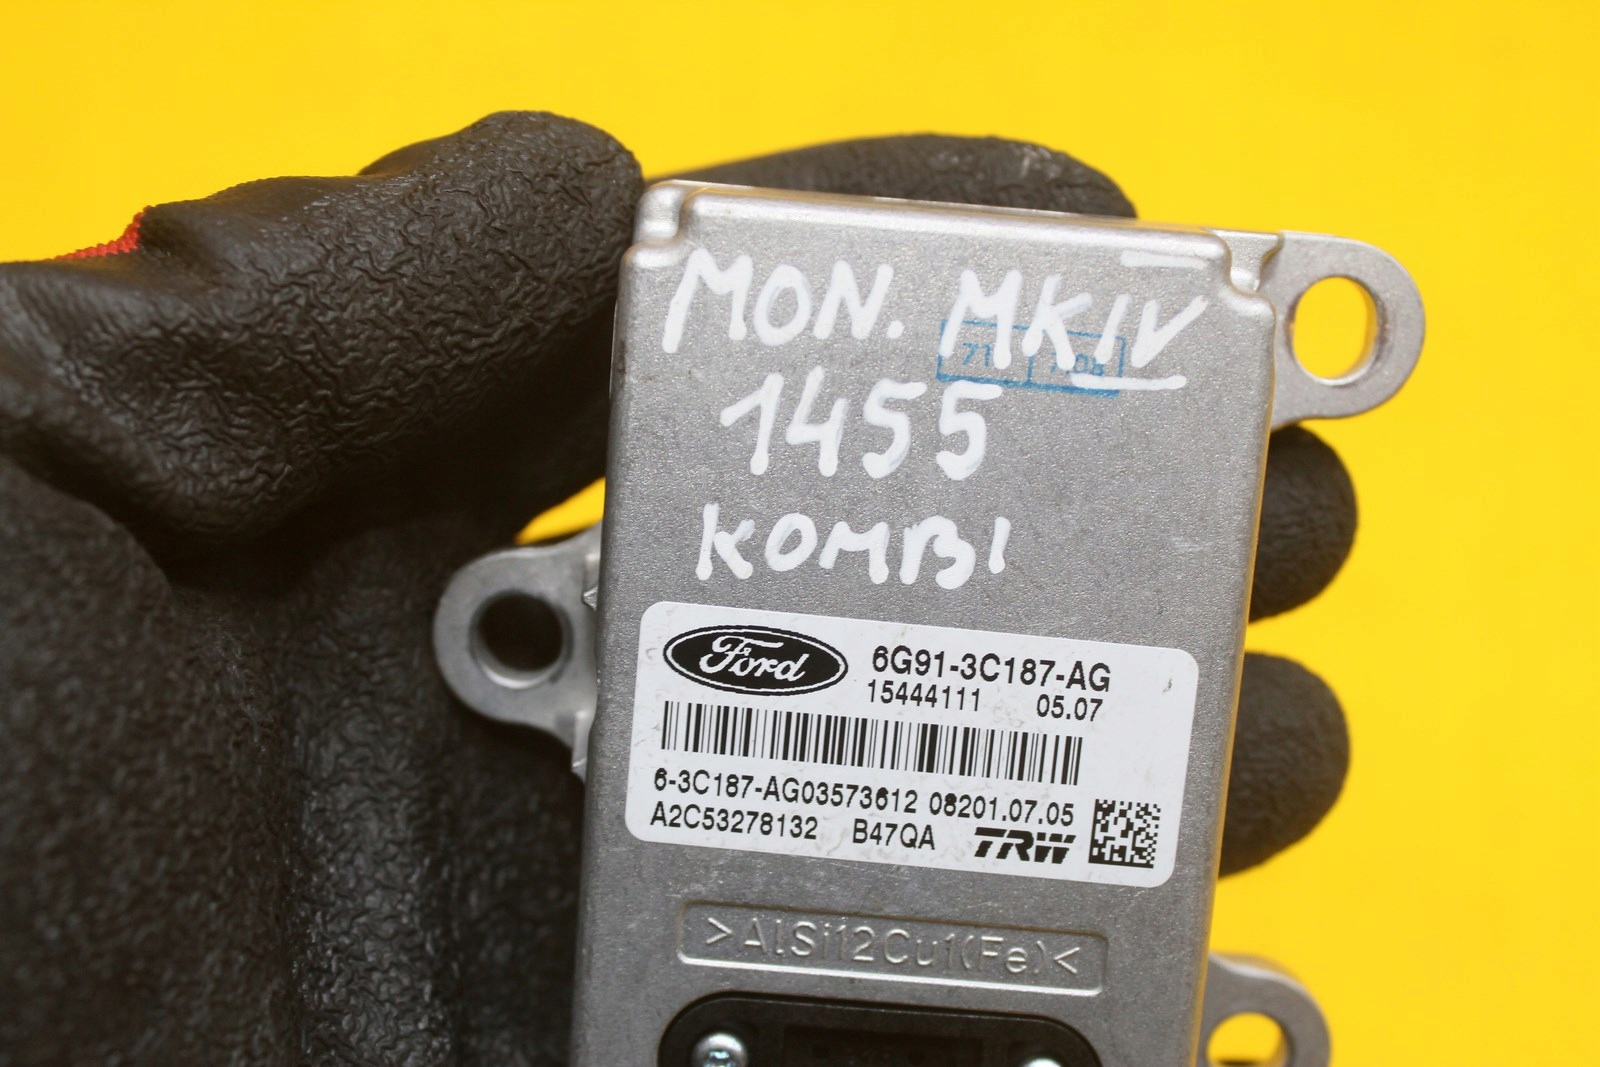 MON. MKIV
1455
KOMBI
Ford
6G91-3C187-AG
15444111 05.07
6-3C187-AG03573612 08201.07.05
A2C53278132 B47QA TRW
>AlSi12Cu1(Fe)<